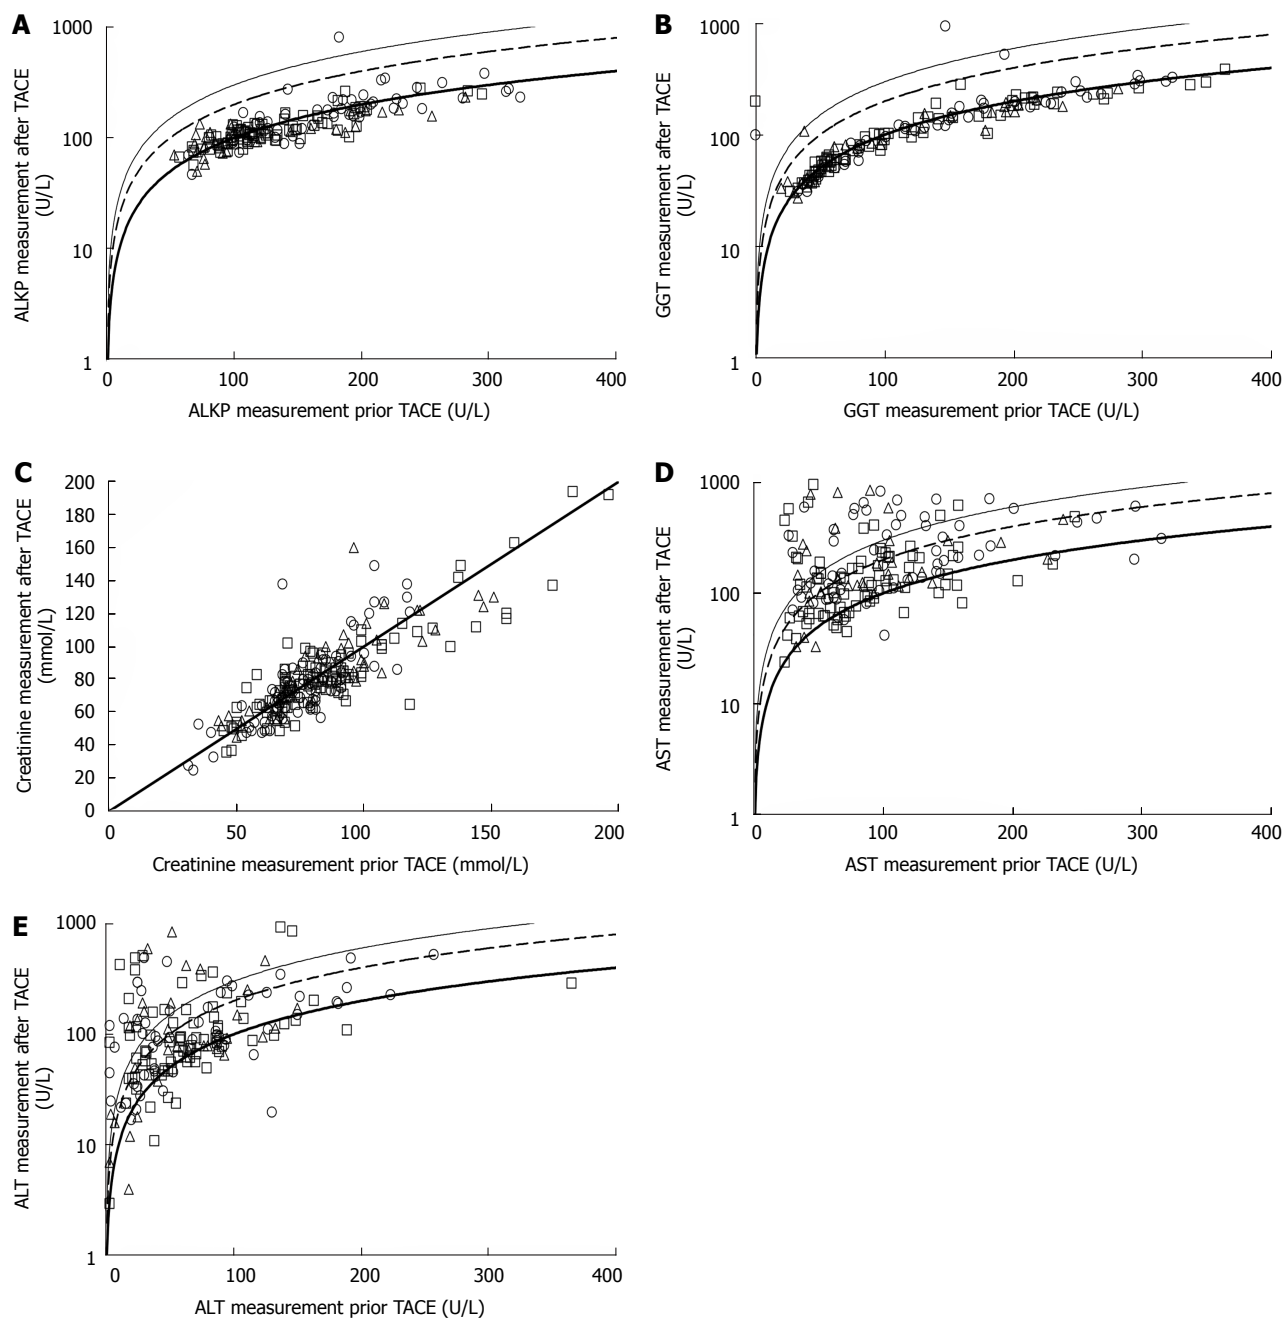 A
1000
100
10
1
ALKP measurement after TACE
(U/L)
0
100
200
300
400
ALKP measurement prior TACE (U/L)
B
1000
100
10
1
GGT measurement after TACE
(U/L)
0
100
200
300
400
GGT measurement prior TACE (U/L)
C
200
180
160
140
120
100
80
60
40
20
0
Creatinine measurement after TACE
(mmol/L)
0
50
100
150
200
Creatinine measurement prior TACE (mmol/L)
D
1000
100
10
1
AST measurement after TACE
(U/L)
0
100
200
300
400
AST measurement prior TACE (U/L)
E
1000
100
10
1
ALT measurement after TACE
(U/L)
0
100
200
300
400
ALT measurement prior TACE (U/L)